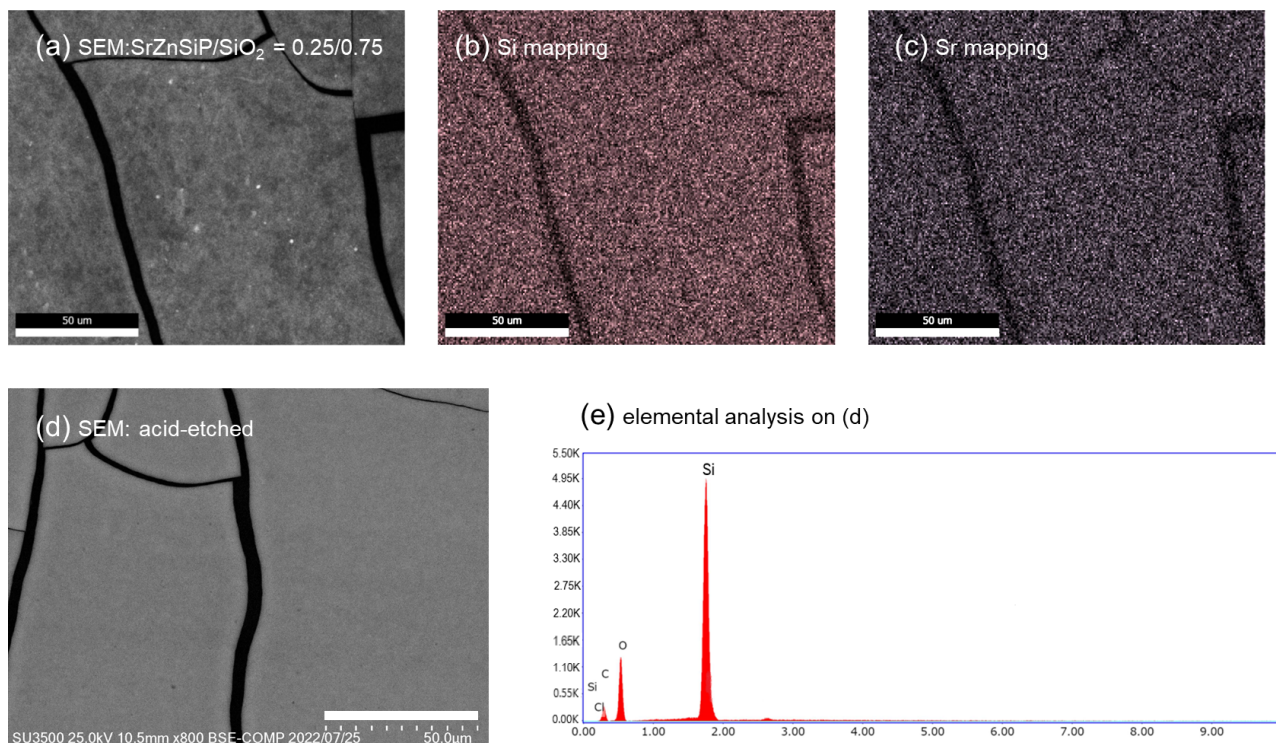 (a) SEM:SrZnSiP/SiO₂ = 0.25/0.75
50 um
(b) Si mapping
50 um
(c) Sr mapping
50 um
(d) SEM: acid-etched
SU3500 25.0kV 10.5mm x800 BSE-COMP 2022/07/25 50.0µm
(e) elemental analysis on (d)
5.50K
4.95K
4.40K
3.85K
3.30K
2.75K
2.20K
1.65K
1.10K
0.55K
0.00K
Si
O
C
Si
Cl
0.00 1.00 2.00 3.00 4.00 5.00 6.00 7.00 8.00 9.00